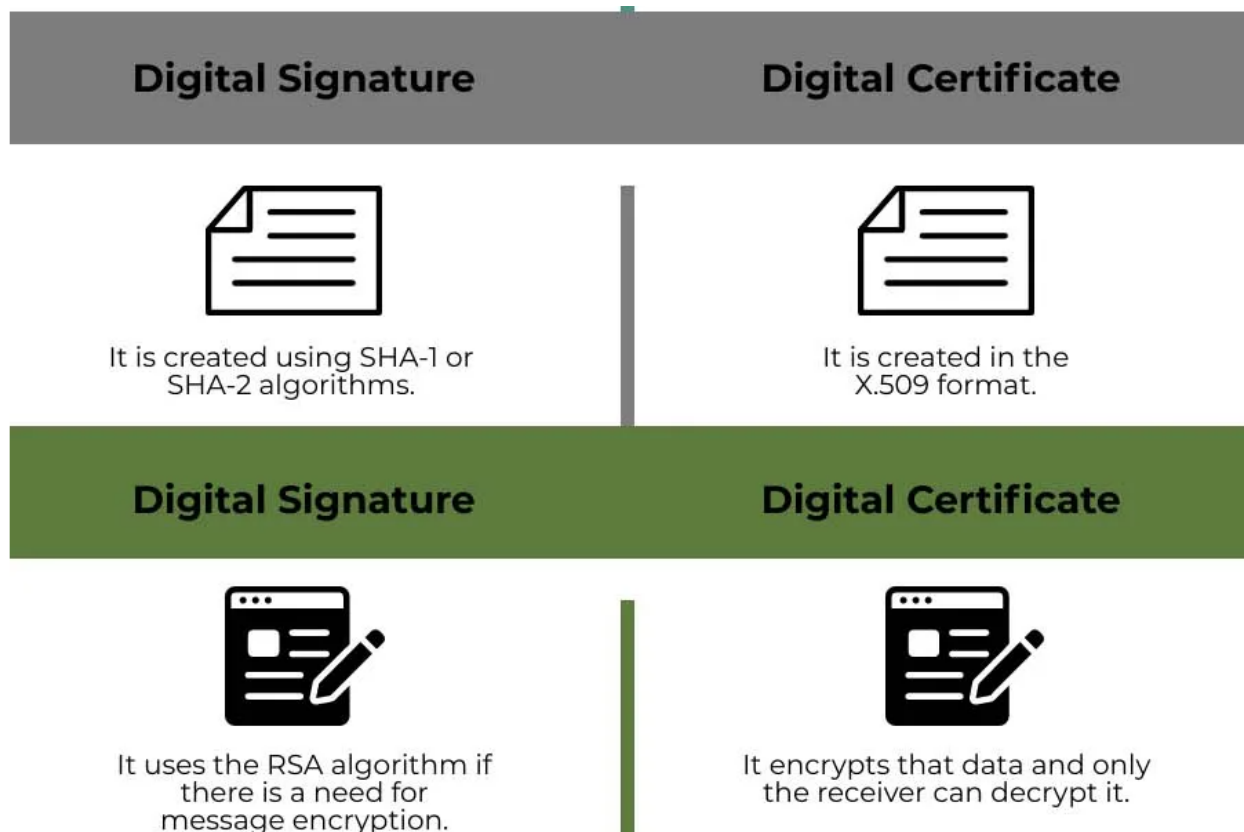 Digital Signature
Digital Certificate
It is created using SHA-1 or
SHA-2 algorithms.
It is created in the
X.509 format.
Digital Signature
Digital Certificate
It uses the RSA algorithm if
there is a need for
message encryption.
It encrypts that data and only
the receiver can decrypt it.